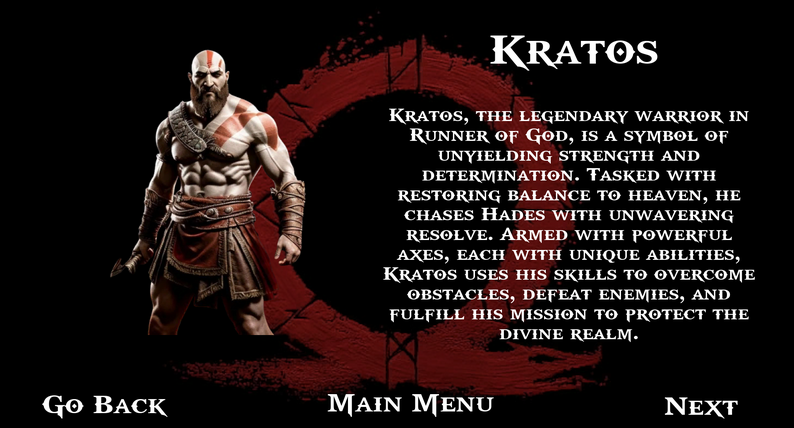 Kratos
Kratos, the legendary warrior in
Runner of God, is a symbol of
unyielding strength and
determination. Tasked with
restoring balance to heaven, he
chases Hades with unwavering
resolve. Armed with powerful
axes, each with unique abilities,
Kratos uses his skills to overcome
obstacles, defeat enemies, and
fulfill his mission to protect the
divine realm.
Go Back
Main Menu
Next